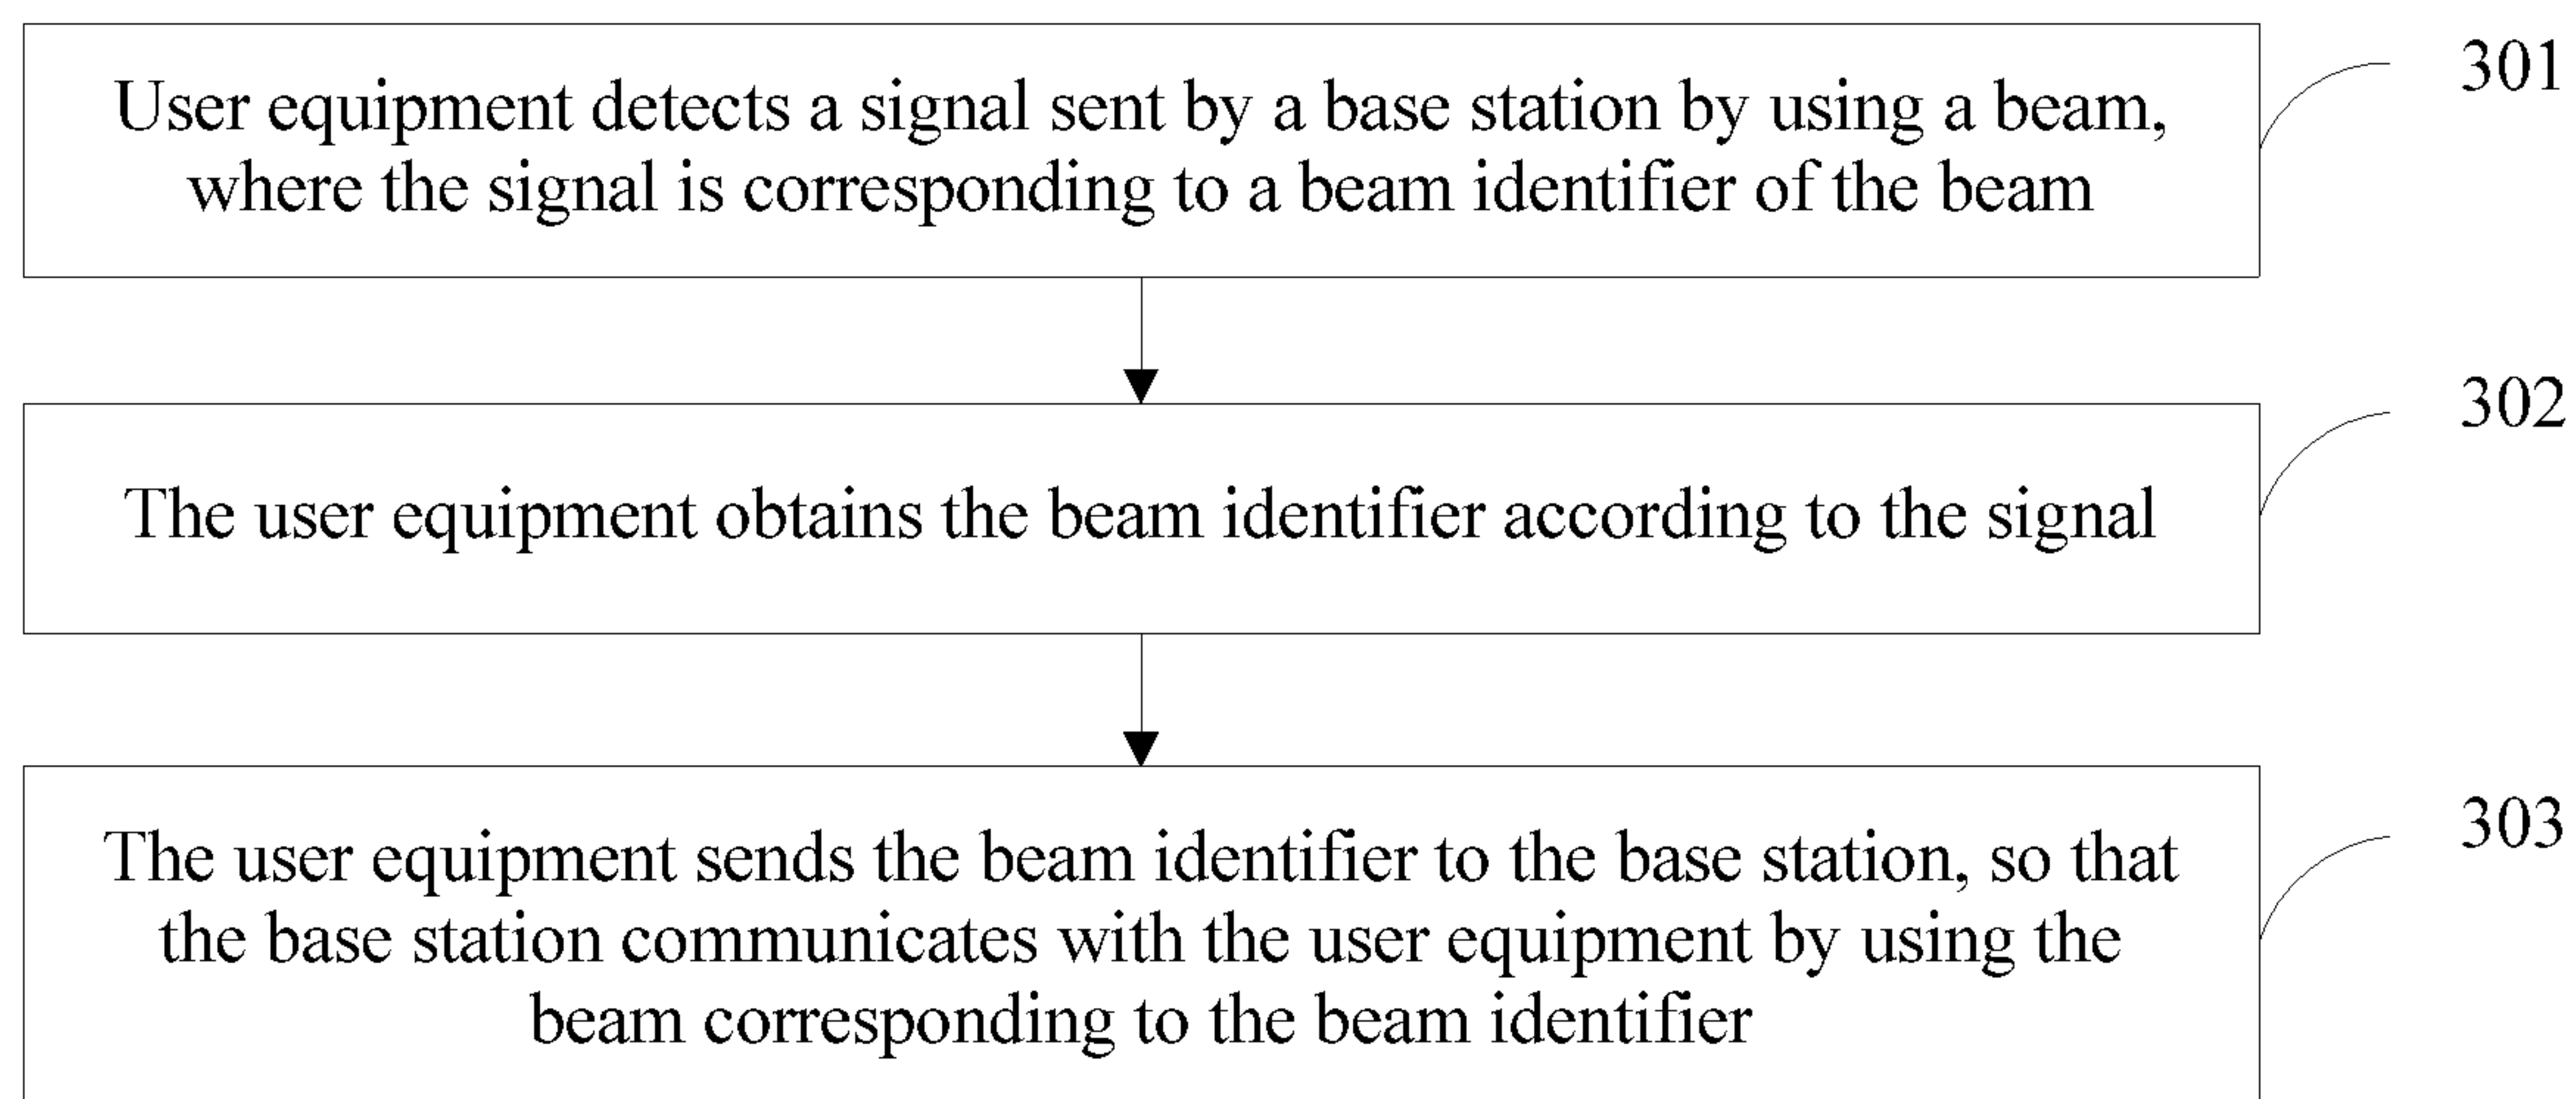 User equipment detects a signal sent by a base station by using a beam,
where the signal is corresponding to a beam identifier of the beam
301
The user equipment obtains the beam identifier according to the signal
302
The user equipment sends the beam identifier to the base station, so that
the base station communicates with the user equipment by using the
beam corresponding to the beam identifier
303